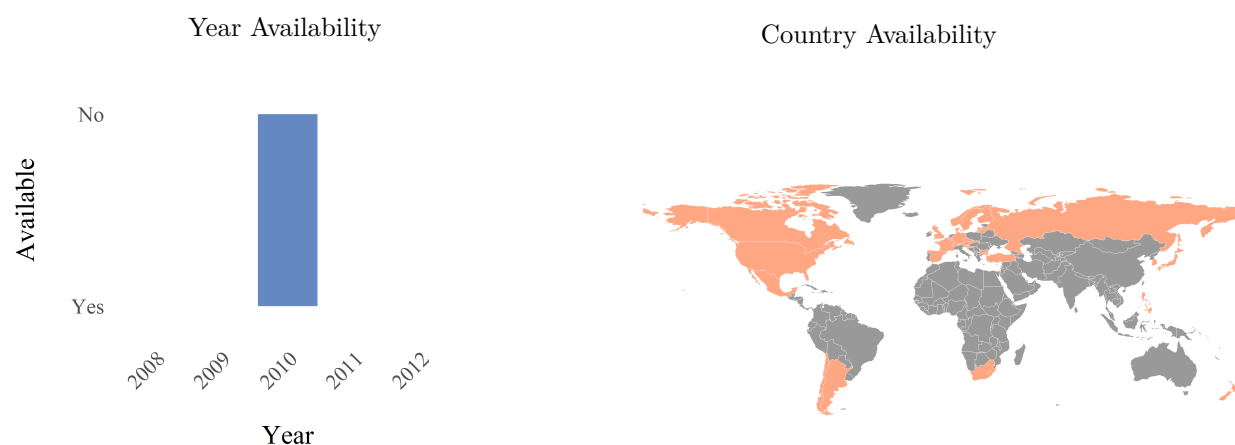 Year Availability
No
Available
Yes
2008
2009
2010
2011
2012
Year
Country Availability